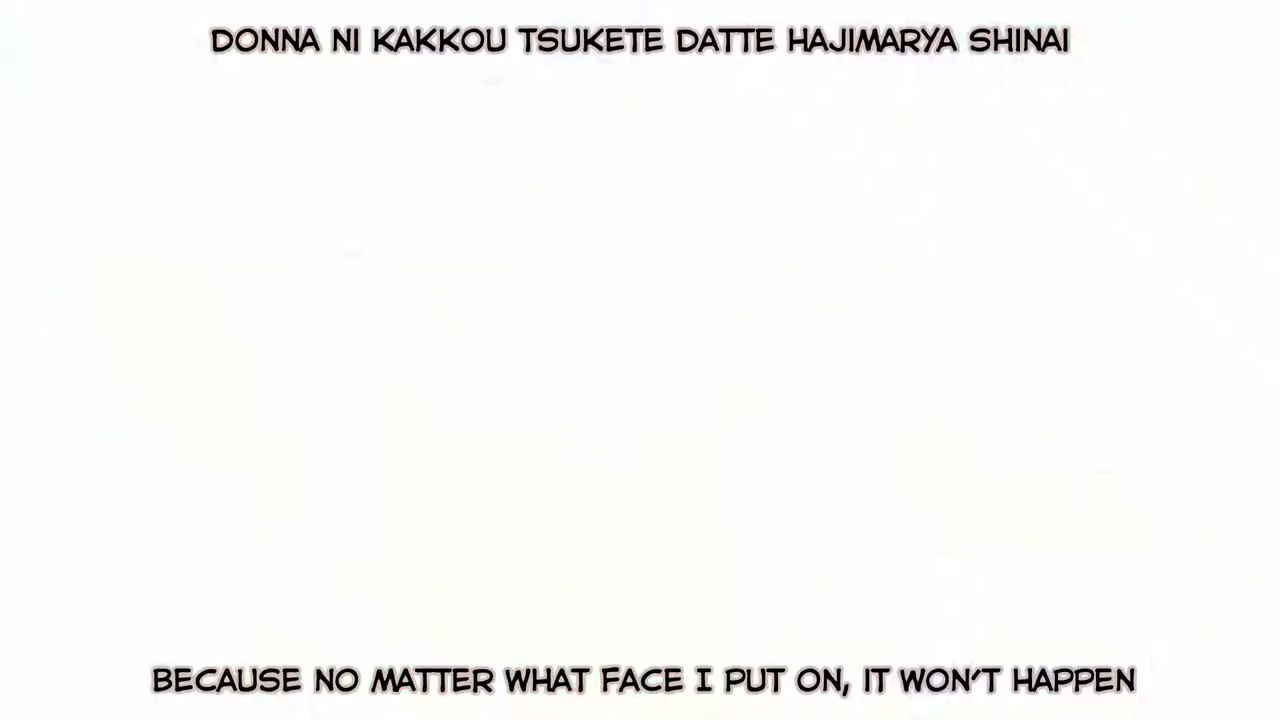 DONNA NI KAKKOU TSUKETE DATTE HAJIMARYA SHINAI
BECAUSE NO MATTER WHAT FACE I PUT ON, IT WON'T HAPPEN